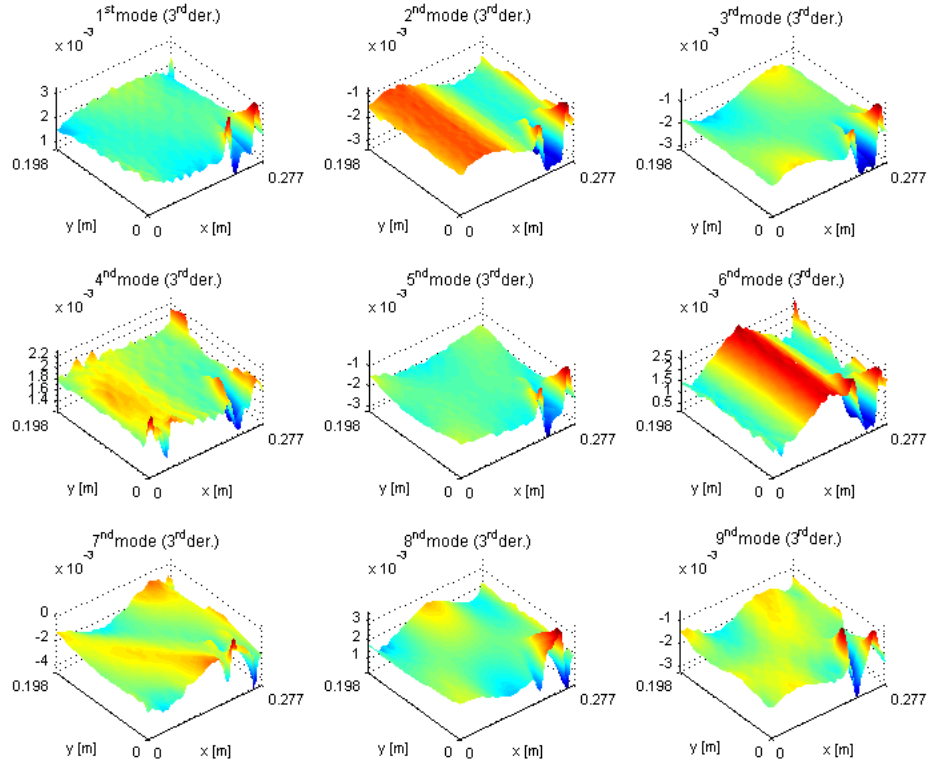 1st mode (3rd der.)
x 10-3
3
2
1
0.198
0.277
y [m]
0 0
x [m]
2nd mode (3rd der.)
x 10-3
-1
-2
-3
0.198
0.277
y [m]
0 0
x [m]
3rd mode (3rd der.)
x 10-3
-1
-2
-3
0.198
0.277
y [m]
0 0
x [m]
4nd mode (3rd der.)
x 10-3
2.2
2
1.8
1.6
1.4
0.198
0.277
y [m]
0 0
x [m]
5nd mode (3rd der.)
x 10-3
-1
-2
-3
0.198
0.277
y [m]
0 0
x [m]
6nd mode (3rd der.)
x 10-3
2.5
2
1.5
1
0.5
0.198
0.277
y [m]
0 0
x [m]
7nd mode (3rd der.)
x 10-3
0
-2
-4
0.198
0.277
y [m]
0 0
x [m]
8nd mode (3rd der.)
x 10-3
3
2
1
0.198
0.277
y [m]
0 0
x [m]
9nd mode (3rd der.)
x 10-3
-1
-2
-3
0.198
0.277
y [m]
0 0
x [m]